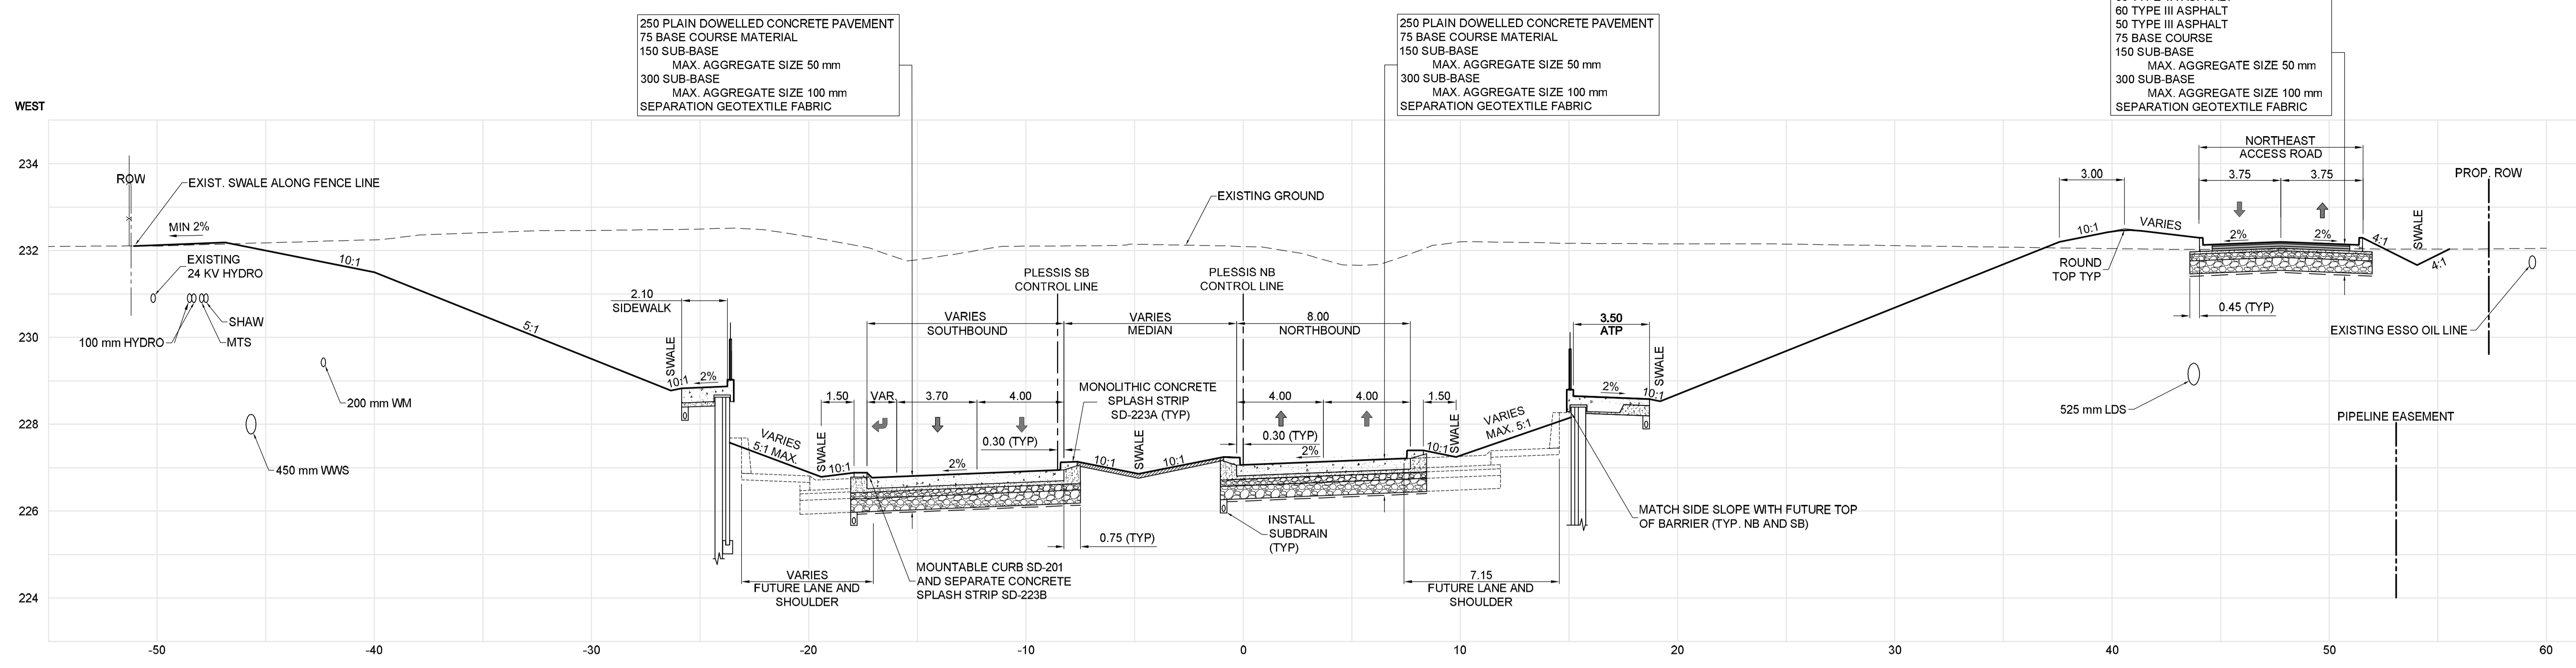 250 PLAIN DOWELLED CONCRETE PAVEMENT
75 BASE COURSE MATERIAL
150 SUB-BASE
MAX. AGGREGATE SIZE 50 mm
300 SUB-BASE
MAX. AGGREGATE SIZE 100 mm
SEPARATION GEOTEXTILE FABRIC
250 PLAIN DOWELLED CONCRETE PAVEMENT
75 BASE COURSE MATERIAL
150 SUB-BASE
MAX. AGGREGATE SIZE 50 mm
300 SUB-BASE
MAX. AGGREGATE SIZE 100 mm
SEPARATION GEOTEXTILE FABRIC
60 TYPE III ASPHALT
50 TYPE III ASPHALT
75 BASE COURSE
150 SUB-BASE
MAX. AGGREGATE SIZE 50 mm
300 SUB-BASE
MAX. AGGREGATE SIZE 100 mm
SEPARATION GEOTEXTILE FABRIC
WEST
234
232
230
228
226
224
ROW
x
EXIST. SWALE ALONG FENCE LINE
MIN 2%
EXISTING
24 KV HYDRO
10:1
SHAW
100 mm HYDRO
MTS
5:1
200 mm WM
450 mm WWS
2.10
SIDEWALK
SWALE
10:1
2%
VARIES
5:1 MAX.
SWALE
10:1
1.50
VAR.
3.70
4.00
VARIES
SOUTHBOUND
PLESSIS SB
CONTROL LINE
0.30 (TYP)
2%
MONOLITHIC CONCRETE
SPLASH STRIP
SD-223A (TYP)
VARIES
MEDIAN
10:1
SWALE
10:1
0.75 (TYP)
MOUNTABLE CURB SD-201
AND SEPARATE CONCRETE
SPLASH STRIP SD-223B
VARIES
FUTURE LANE AND
SHOULDER
EXISTING GROUND
PLESSIS NB
CONTROL LINE
8.00
NORTHBOUND
4.00
4.00
1.50
0.30 (TYP)
2%
10:1
SWALE
VARIES
MAX. 5:1
INSTALL
SUBDRAIN
(TYP)
7.15
FUTURE LANE AND
SHOULDER
3.50
ATP
2%
10:1
SWALE
MATCH SIDE SLOPE WITH FUTURE TOP
OF BARRIER (TYP. NB AND SB)
3.00
10:1
VARIES
ROUND
TOP TYP
NORTHEAST
ACCESS ROAD
3.75
3.75
2%
2%
4:1
SWALE
4:1
0.45 (TYP)
PROP. ROW
EXISTING ESSO OIL LINE
525 mm LDS
PIPELINE EASEMENT
-50
-40
-30
-20
-10
0
10
20
30
40
50
60